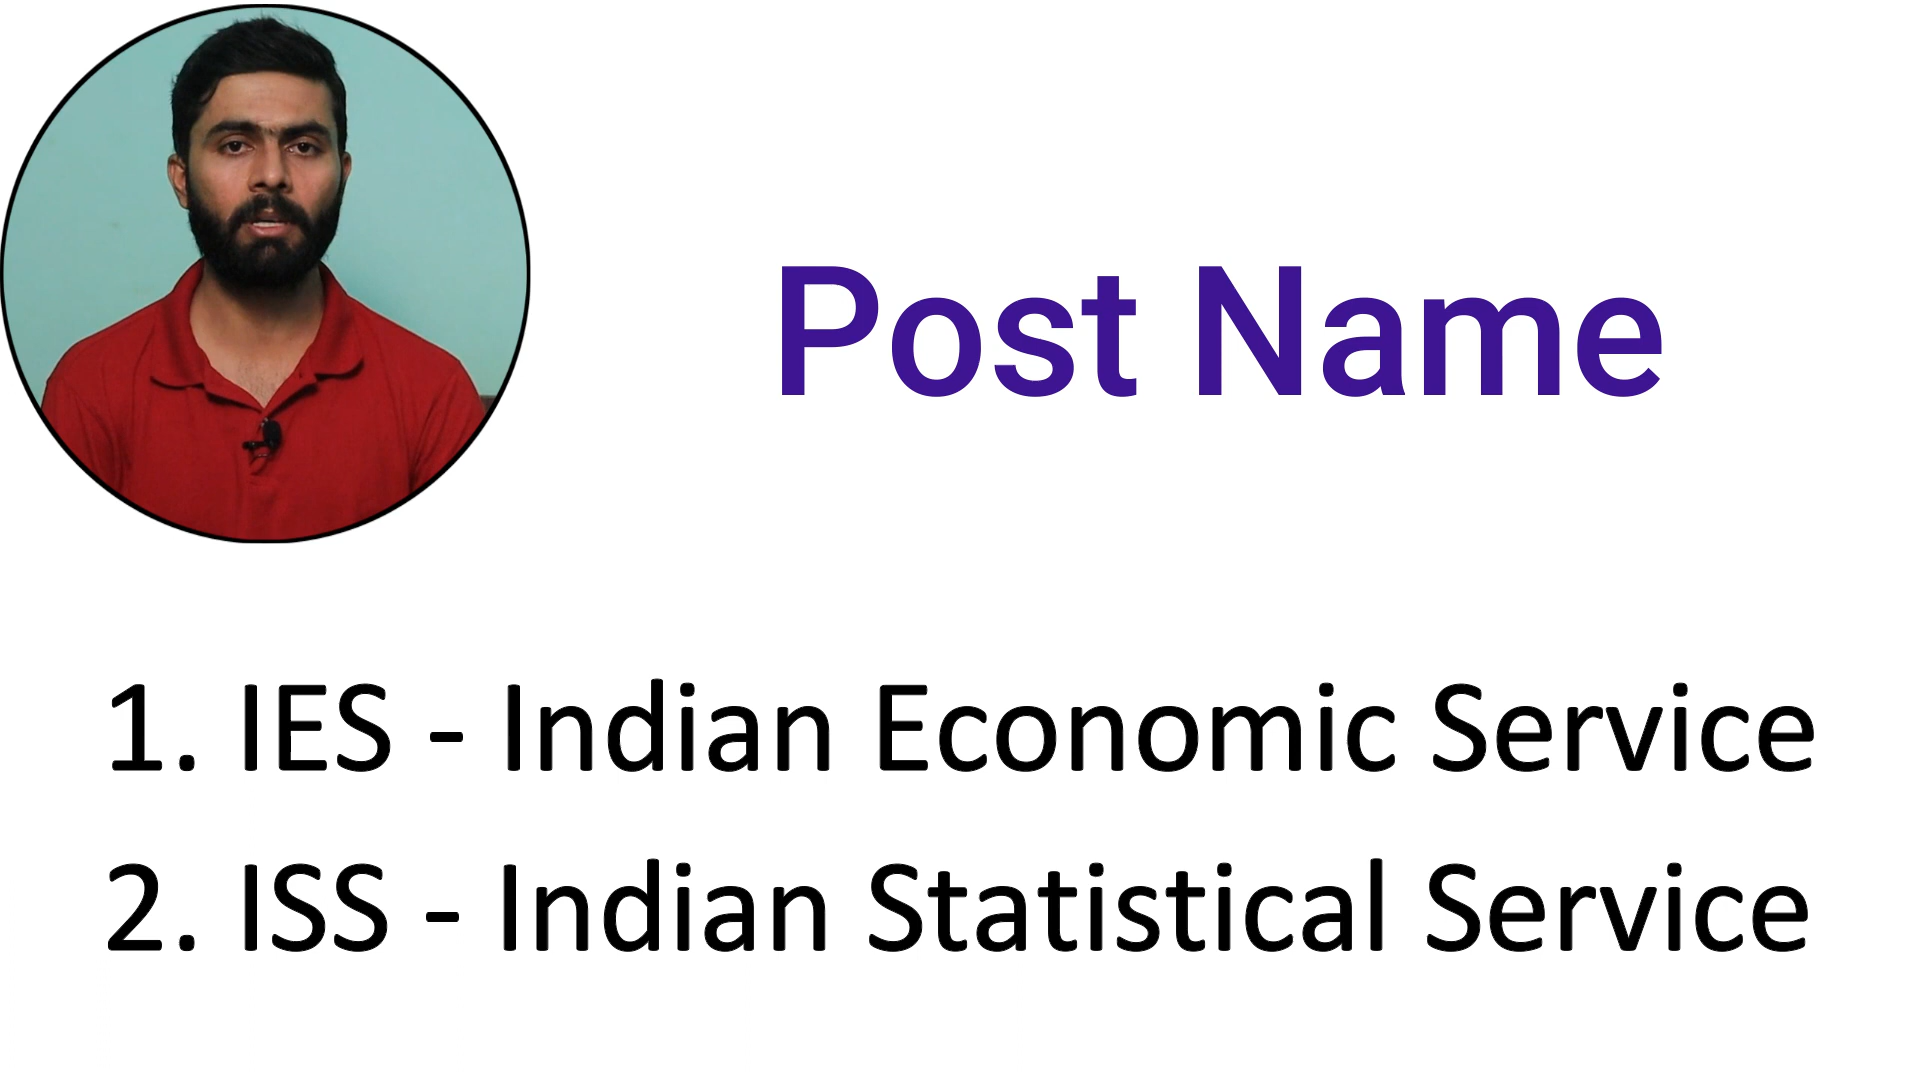 Post Name
1. IES - Indian Economic Service
2. ISS - Indian Statistical Service